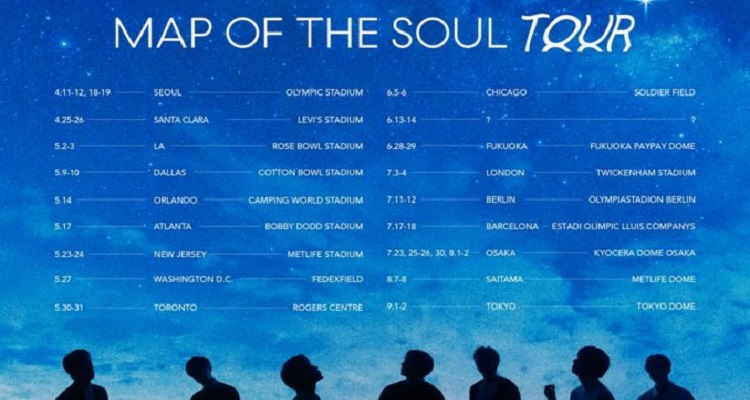 MAP OF THE SOUL TOUR
4.11-12, 18-19 SEOUL OLYMPIC STADIUM
4.25-26 SANTA CLARA LEVI'S STADIUM
5.2-3 LA ROSE BOWL STADIUM
5.9-10 DALLAS COTTON BOWL STADIUM
5.14 ORLANDO CAMPING WORLD STADIUM
5.17 ATLANTA BOBBY DODD STADIUM
5.23-24 NEW JERSEY METLIFE STADIUM
5.27 WASHINGTON D.C. FEDEXFIELD
5.30-31 TORONTO ROGERS CENTRE
6.5-6 CHICAGO SOLDIER FIELD
6.13-14 ? ?
6.28-29 FUKUOKA FUKUOKA PAYPAY DOME
7.3-4 LONDON TWICKENHAM STADIUM
7.11-12 BERLIN OLYMPIASTADION BERLIN
7.17-18 BARCELONA ESTADI OLIMPIC LLUIS COMPANYS
7.23, 25-26, 30, 8.1-2 OSAKA KYOCERA DOME OSAKA
8.7-8 SAITAMA METLIFE DOME
9.1-2 TOKYO TOKYO DOME